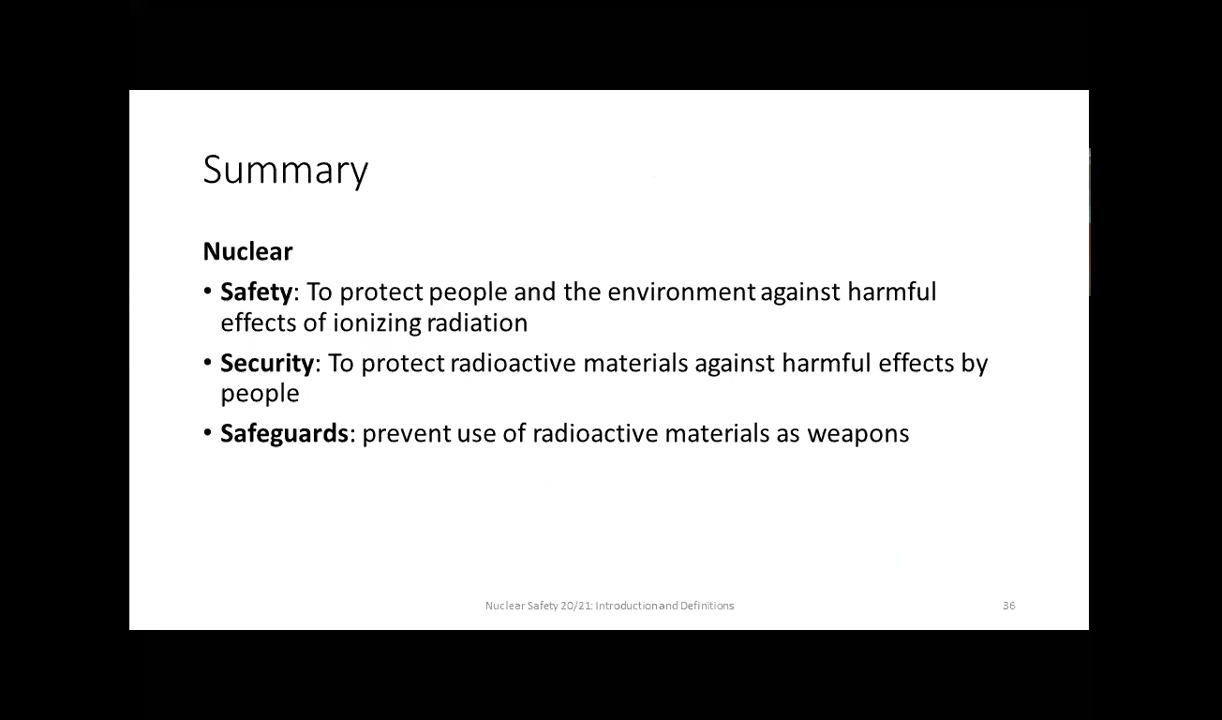 Summary
Nuclear
• Safety: To protect people and the environment against harmful
effects of ionizing radiation
• Security: To protect radioactive materials against harmful effects by
people
• Safeguards: prevent use of radioactive materials as weapons
Nuclear Safety 20/21: Introduction and Definitions
36